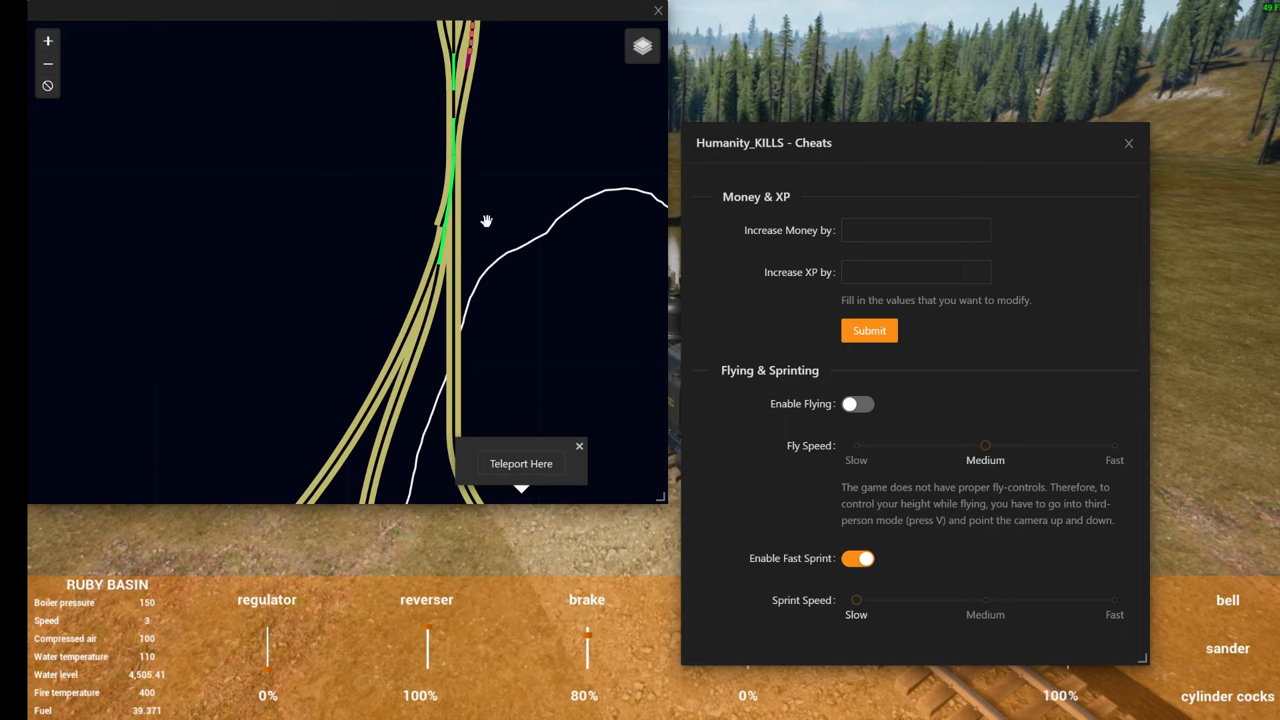 49 F
Humanity_KILLS - Cheats
Money & XP
Increase Money by:
Increase XP by:
Fill in the values that you want to modify.
Submit
Flying & Sprinting
Enable Flying:
Fly Speed:
Slow Medium Fast
The game does not have proper fly-controls. Therefore, to
control your height while flying, you have to go into third-
person mode (press V) and point the camera up and down.
Enable Fast Sprint:
Sprint Speed:
Slow Medium Fast
Teleport Here
RUBY BASIN
Boiler pressure 150
Speed 3
Compressed air 100
Water temperature 110
Water level 4,505.41
Fire temperature 400
Fuel 39.371
regulator
0%
reverser
100%
brake
80%
0%
100%
bell
sander
cylinder cocks